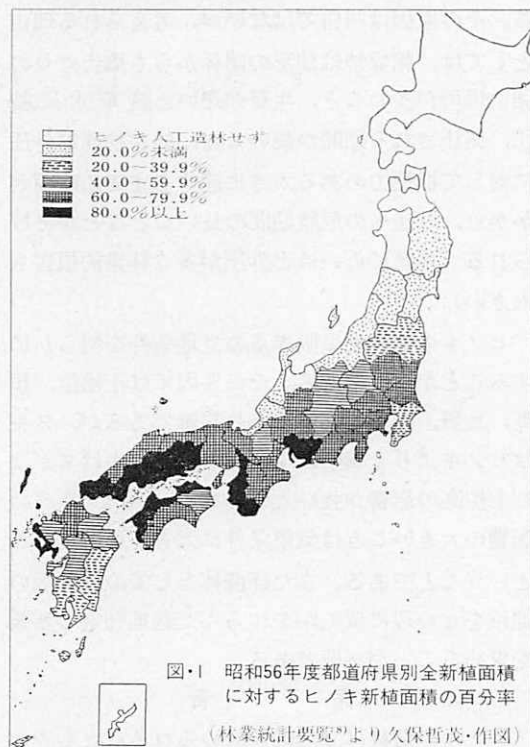 ヒノキ人工造林せず
20.0%未満
20.0―39.9%
40.0―59.9%
60.0―79.9%
80.0%以上
図・1 昭和56年度都道府県別全新植面積
に対するヒノキ新植面積の百分率
(林業統計要覧より久保哲茂・作図)